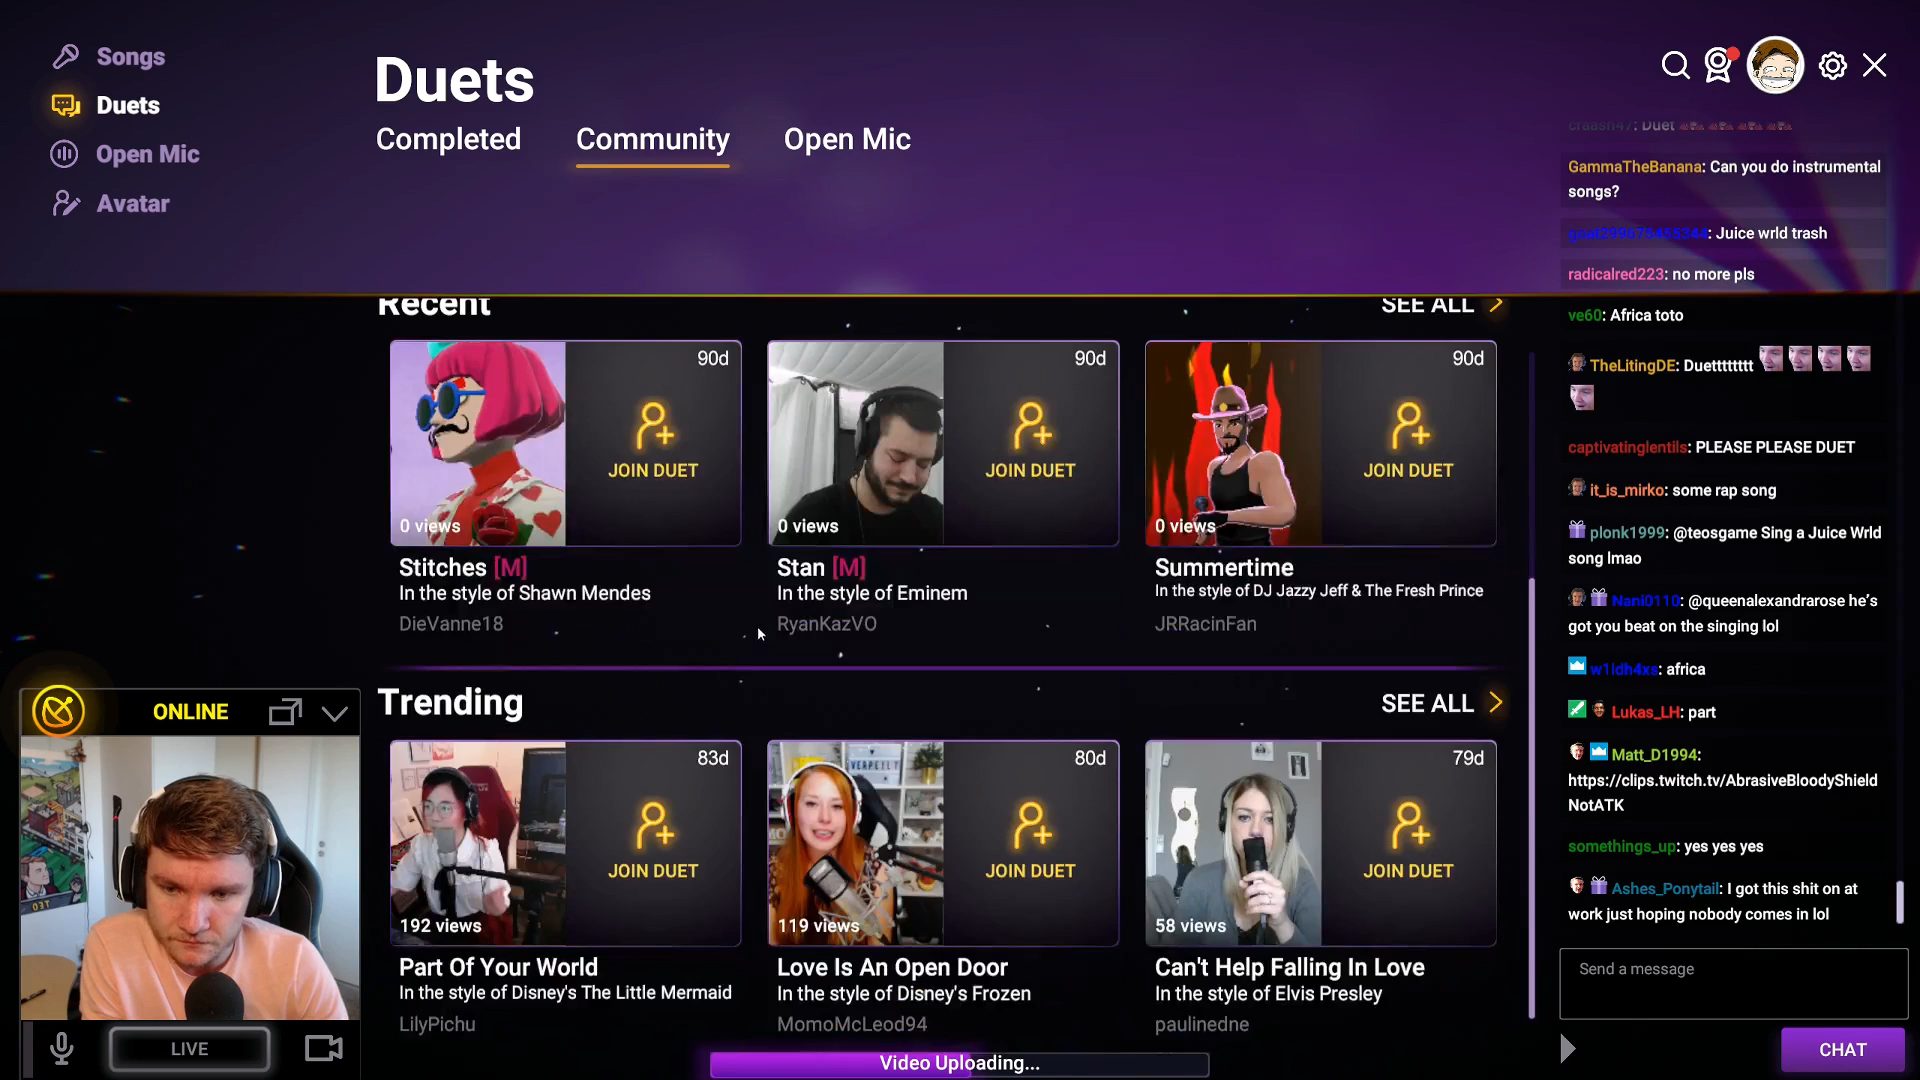 Songs
Duets
Open Mic
Avatar
Duets
Completed
Community
Open Mic
Recent
SEE ALL
90d
JOIN DUET
0 views
Stitches [M]
In the style of Shawn Mendes
DieVanne18
90d
JOIN DUET
0 views
Stan [M]
In the style of Eminem
RyanKazVO
90d
JOIN DUET
0 views
Summertime
In the style of DJ Jazzy Jeff & The Fresh Prince
JRRacinFan
Trending
SEE ALL
83d
JOIN DUET
192 views
Part Of Your World
In the style of Disney's The Little Mermaid
LilyPichu
VERPEILT
80d
JOIN DUET
119 views
Love Is An Open Door
In the style of Disney's Frozen
MomoMcLeod94
79d
JOIN DUET
58 views
Can't Help Falling In Love
In the style of Elvis Presley
paulinedne
Video Uploading...
ONLINE
LIVE
craash47: Duet
GammaTheBanana: Can you do instrumental
songs?
: Juice wrld trash
radicalred223: no more pls
ve60: Africa toto
TheLitingDE: Duettttttttt
captivatinglentils: PLEASE PLEASE DUET
it_is_mirko: some rap song
plonk1999: @teosgame Sing a Juice Wrld
song lmao
Nani0110: @queenalexandrarose he's
got you beat on the singing lol
w1ldh4xs: africa
Lukas_LH: part
Matt_D1994:
https://clips.twitch.tv/AbrasiveBloodyShield
NotATK
somethings_up: yes yes yes
Ashes_Ponytail: I got this shit on at
work just hoping nobody comes in lol
Send a message
CHAT